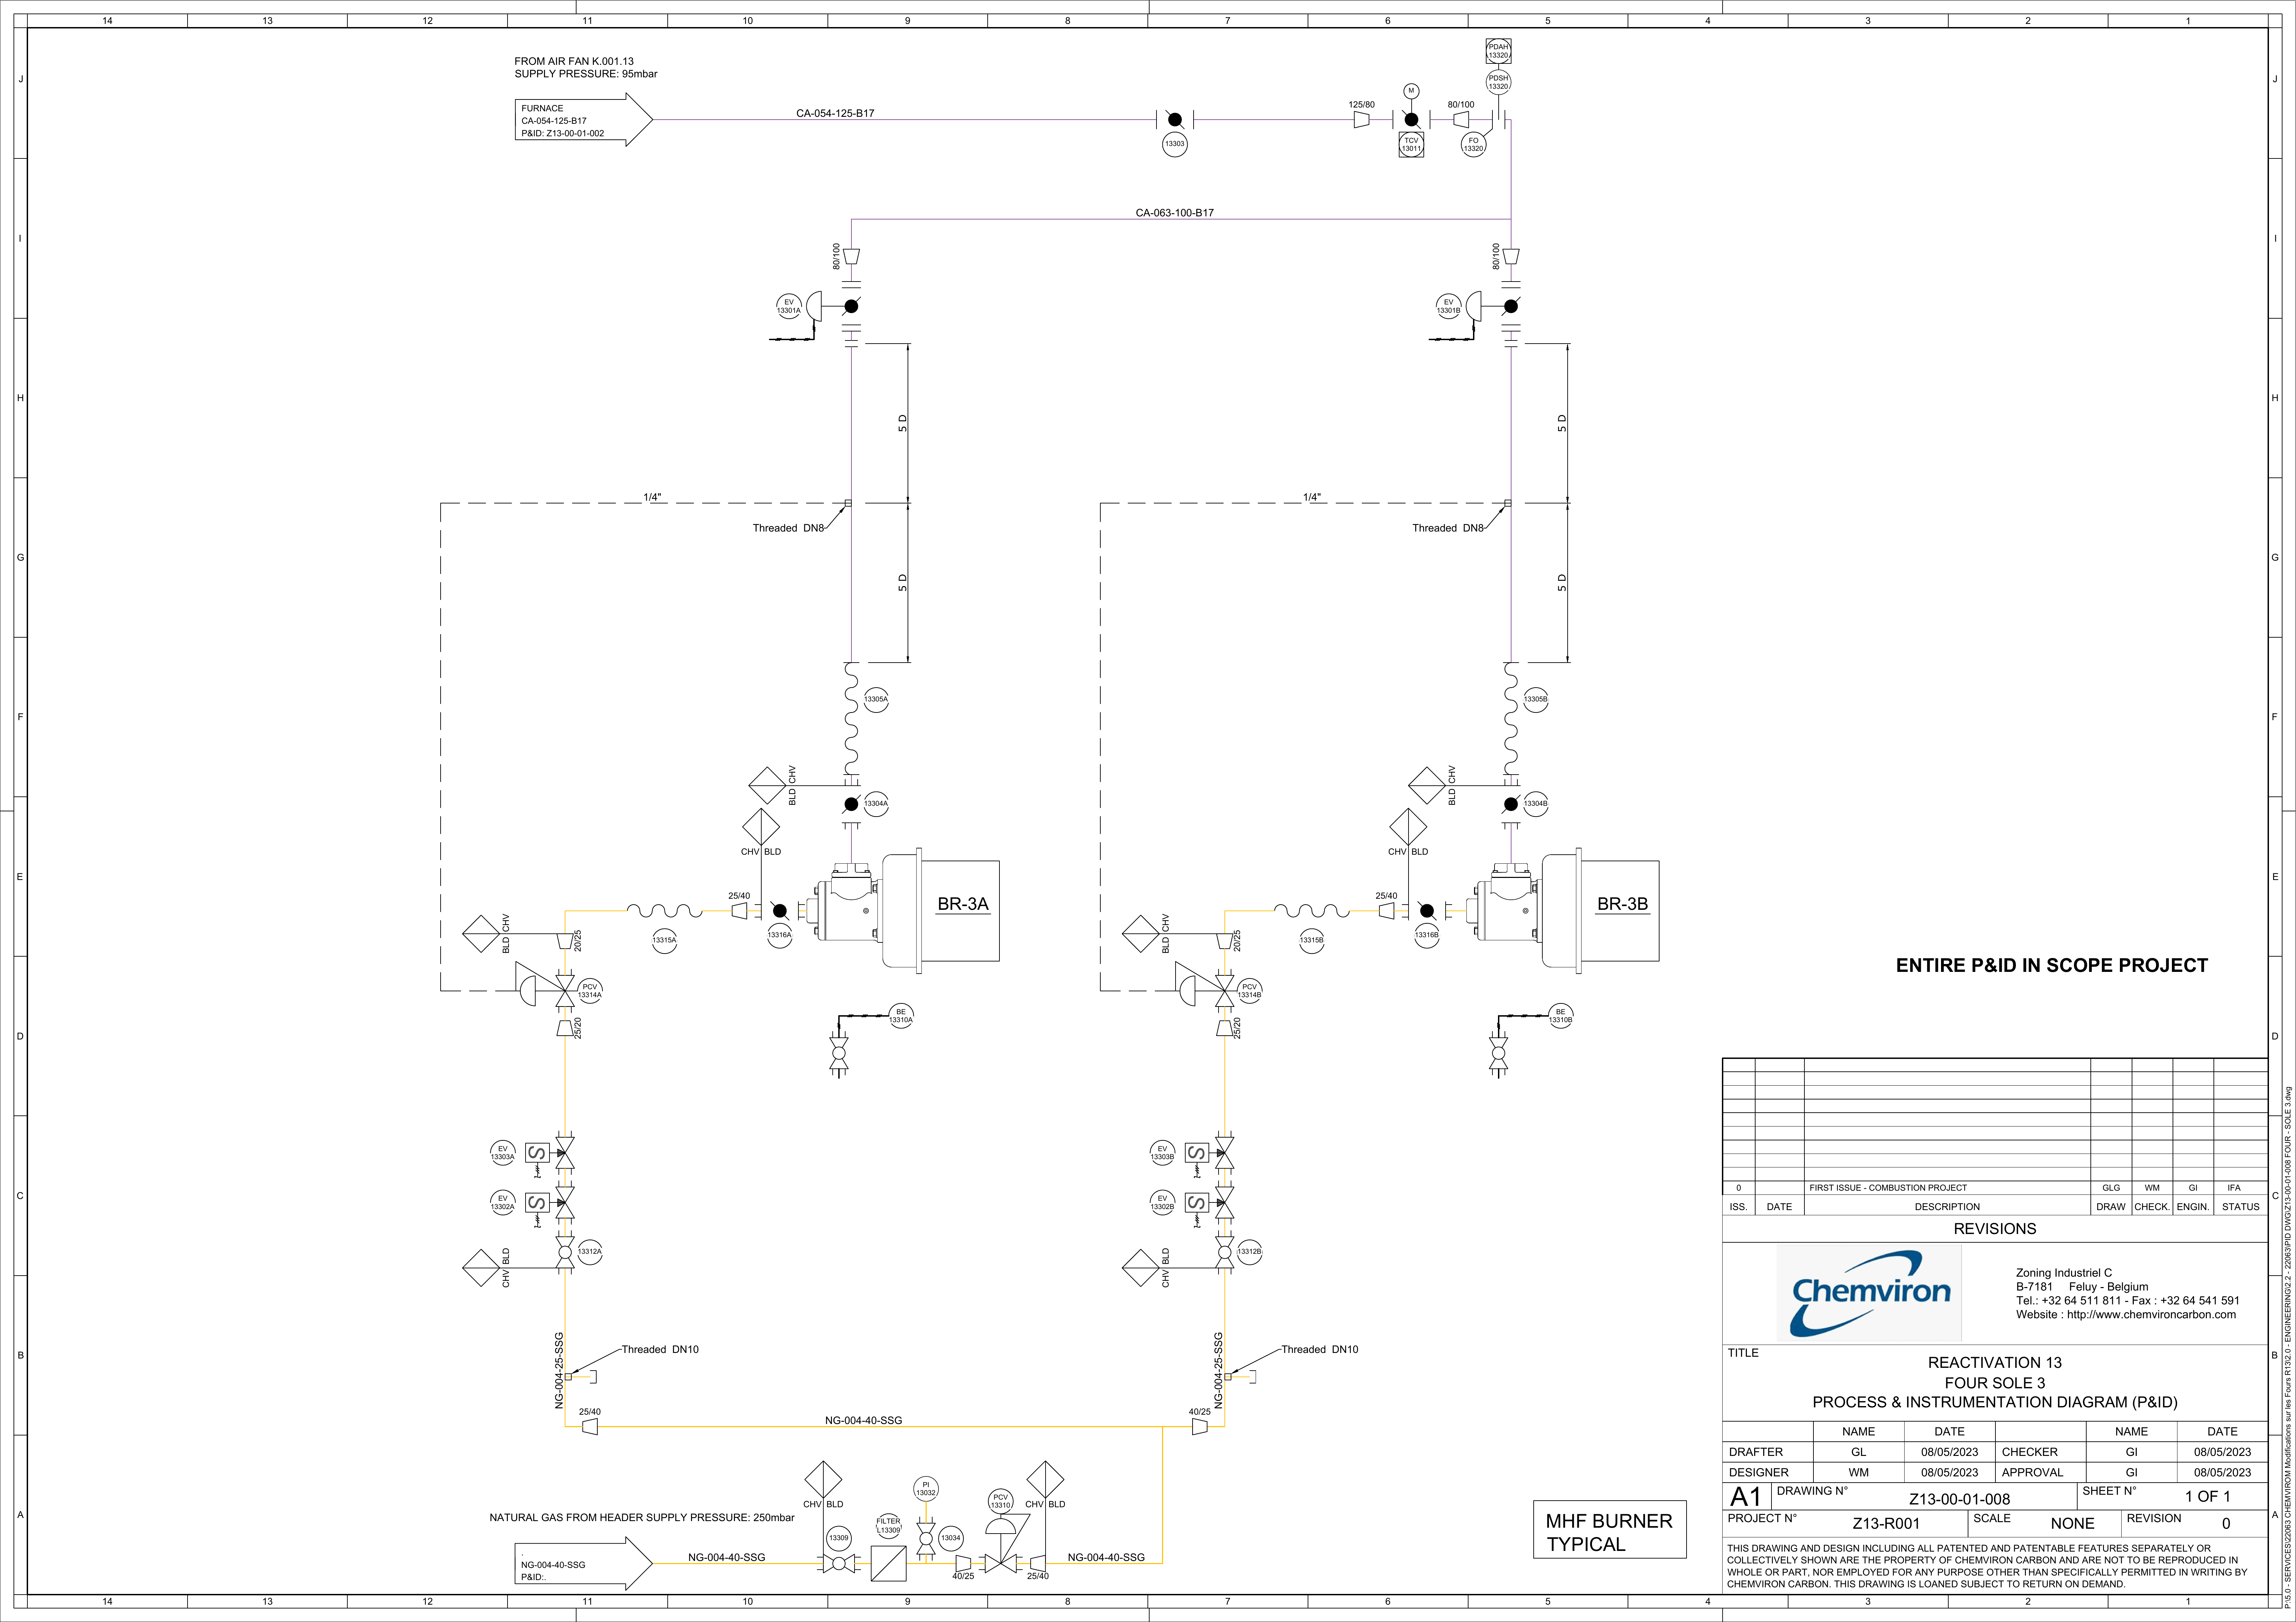 14 13 12 11 10 9 8 7 6 5 4 3 2 1
J
I
H
G
F
E
D
C
B
A
J
I
H
G
F
E
D
C
B
A
FROM AIR FAN K.001.13
SUPPLY PRESSURE: 95mbar
FURNACE
CA-054-125-B17
P&ID: Z13-00-01-002
CA-054-125-B17
13303
125/80
M
TCV
13011
80/100
FO
13320
PDAH
13320
PDSH
13320
CA-063-100-B17
80/100
80/100
EV
13301A
EV
13301B
5 D
5 D
1/4"
1/4"
Threaded DN8
Threaded DN8
5 D
5 D
13305A
13305B
BLD CHV
BLD CHV
13304A
13304B
CHV BLD
CHV BLD
25/40
25/40
BR-3A
BR-3B
13315A
13316A
13315B
13316B
BLD CHV
20/25
BLD CHV
20/25
PCV
13314A
PCV
13314B
25/20
25/20
BE
13310A
BE
13310B
ENTIRE P&ID IN SCOPE PROJECT
EV
13303A
S
EV
13303B
S
EV
13302A
S
EV
13302B
S
13312A
13312B
CHV BLD
CHV BLD
NG-004-25-SSG
Threaded DN10
NG-004-25-SSG
Threaded DN10
25/40
NG-004-40-SSG
40/25
CHV BLD
PI
13032
PCV
13310
CHV BLD
NATURAL GAS FROM HEADER SUPPLY PRESSURE: 250mbar
.
NG-004-40-SSG
P&ID:.
NG-004-40-SSG
13309
FILTER
L13309
13034
40/25
25/40
NG-004-40-SSG
MHF BURNER
TYPICAL
0 FIRST ISSUE - COMBUSTION PROJECT GLG WM GI IFA
ISS. DATE DESCRIPTION DRAW CHECK. ENGIN. STATUS
REVISIONS
Chemviron
Zoning Industriel C
B-7181 Feluy - Belgium
Tel.: +32 64 511 811 - Fax : +32 64 541 591
Website : http://www.chemvironcarbon.com
TITLE
REACTIVATION 13
FOUR SOLE 3
PROCESS & INSTRUMENTATION DIAGRAM (P&ID)
NAME DATE NAME DATE
DRAFTER GL 08/05/2023 CHECKER GI 08/05/2023
DESIGNER WM 08/05/2023 APPROVAL GI 08/05/2023
A1 DRAWING N° Z13-00-01-008 SHEET N° 1 OF 1
PROJECT N° Z13-R001 SCALE NONE REVISION 0
THIS DRAWING AND DESIGN INCLUDING ALL PATENTED AND PATENTABLE FEATURES SEPARATELY OR
COLLECTIVELY SHOWN ARE THE PROPERTY OF CHEMVIRON CARBON AND ARE NOT TO BE REPRODUCED IN
WHOLE OR PART, NOR EMPLOYED FOR ANY PURPOSE OTHER THAN SPECIFICALLY PERMITTED IN WRITING BY
CHEMVIRON CARBON. THIS DRAWING IS LOANED SUBJECT TO RETURN ON DEMAND.
P:\5.0 - SERVICES\22063 CHEMVIROM Modifications sur les Fours R13\2.0 - ENGINEERING\2.2 - 22063\PID DWG\Z13-00-01-008 FOUR - SOLE 3.dwg
14 13 12 11 10 9 8 7 6 5 4 3 2 1